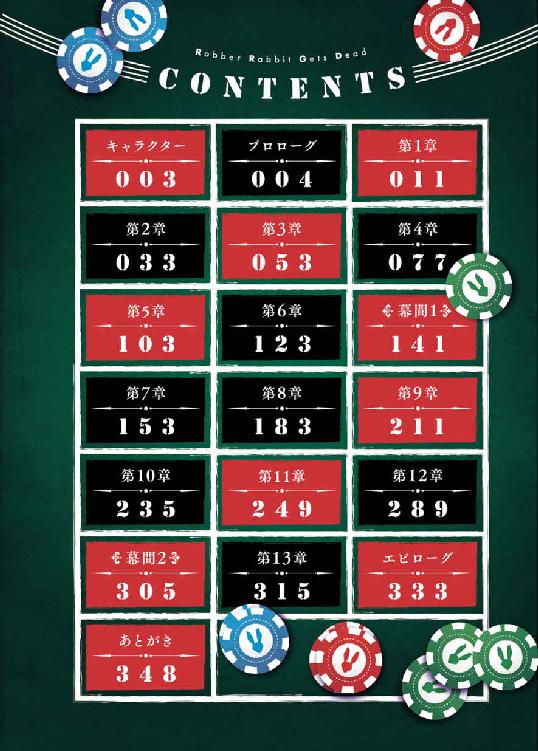 Robber Rabbit Gets Dead
CONTENTS
キャラクター
003
プロローグ
004
第1章
011
第2章
033
第3章
053
第4章
077
第5章
103
第6章
123
幕間1
141
第7章
153
第8章
183
第9章
211
第10章
235
第11章
249
第12章
289
幕間2
305
第13章
315
エピローグ
333
あとがき
348